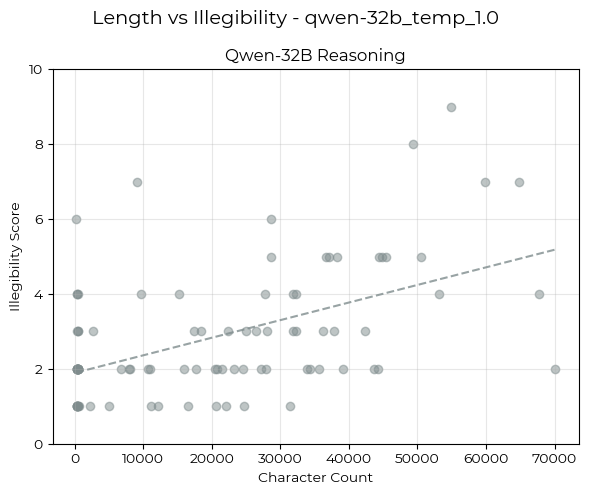 Length vs Illegibility - qwen-32b_temp_1.0
Qwen-32B Reasoning
10
8
6
4
2
0
Illegibility Score
0 10000 20000 30000 40000 50000 60000 70000
Character Count